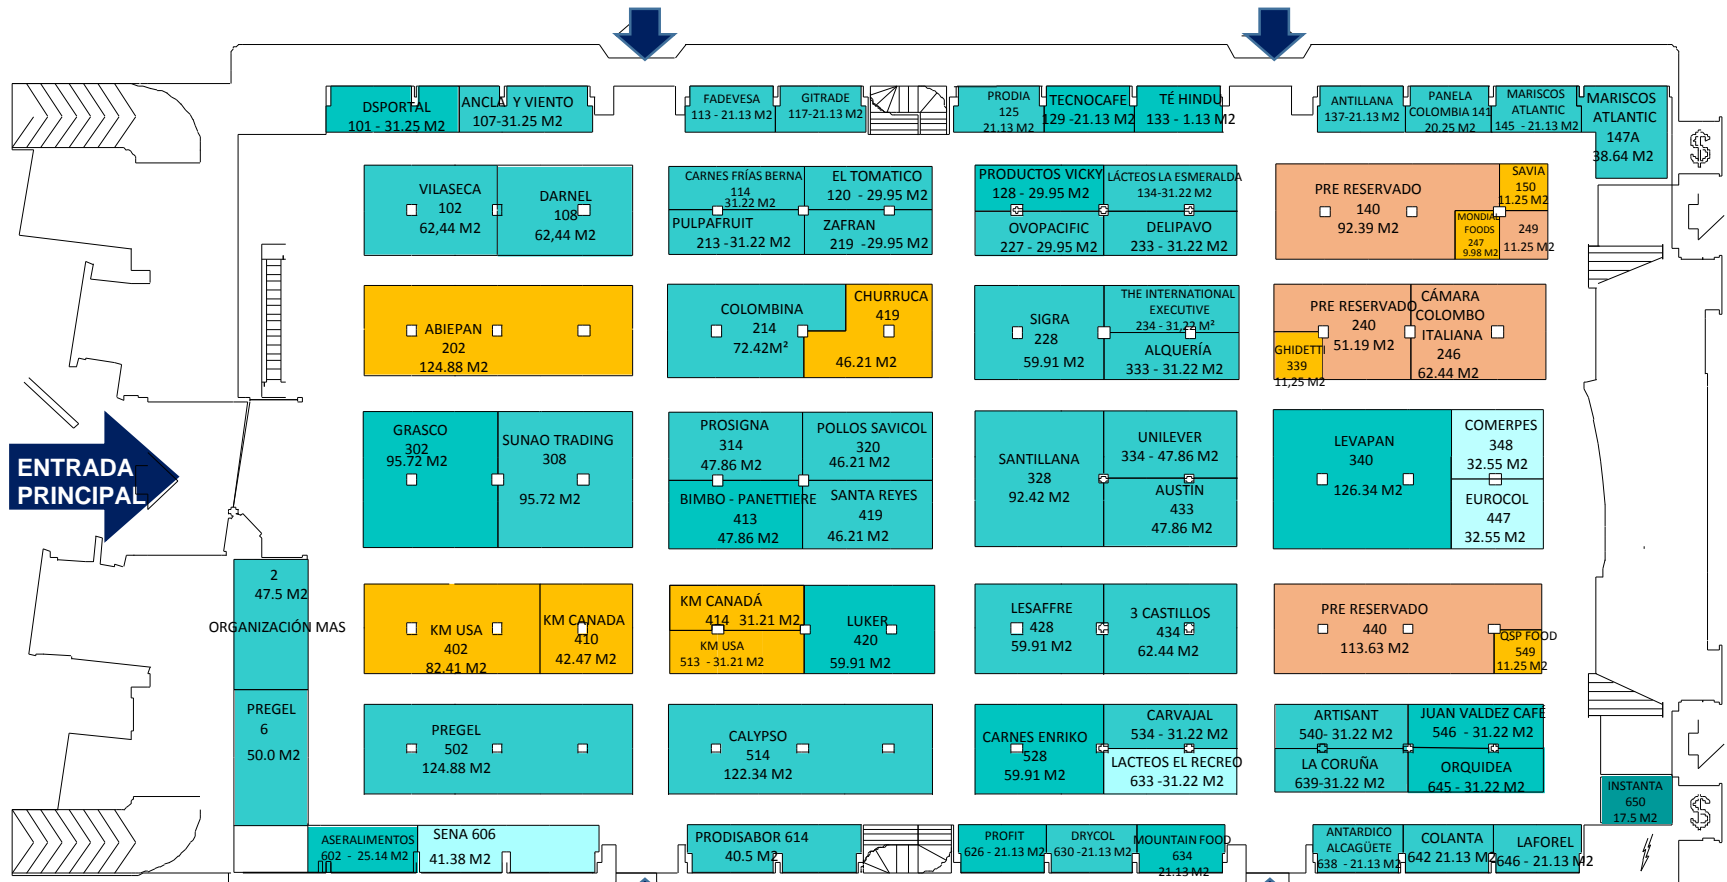 DSPORTAL
101 - 31.25 M2
ANCLA Y VIENTO
107-31.25 M2
FADEVESA
113 - 21.13 M2
GITRADE
117-21.13 M2
PRODIA
125
21.13 M2
TECNOCAFE
129 -21.13 M2
TÉ HINDU
133 - 1.13 M2
ANTILLANA
137-21.13 M2
PANELA
COLOMBIA 141
20.25 M2
MARISCOS
ATLANTIC
145 - 21.13 M2
MARISCOS
ATLANTIC
147A
38.64 M2
$
VILASECA
102
62,44 M2
DARNEL
108
62,44 M2
CARNES FRÍAS BERNA
114
31.22 M2
EL TOMATICO
120 - 29.95 M2
PULPAFRUIT
213 -31.22 M2
ZAFRAN
219 -29.95 M2
PRODUCTOS VICKY
128 - 29.95 M2
LÁCTEOS LA ESMERALDA
134-31.22 M2
OVOPACIFIC
227 - 29.95 M2
DELIPAVO
233 - 31.22 M2
PRE RESERVADO
140
92.39 M2
SAVIA
150
11.25 M2
MONDIAL
FOODS
247
9.98 M2
249
11.25 M2
ABIEPAN
202
124.88 M2
COLOMBINA
214
72.42M²
CHURRUCA
419
46.21 M2
SIGRA
228
59.91 M2
THE INTERNATIONAL
EXECUTIVE
234 - 31,22 M²
ALQUERÍA
333 - 31.22 M2
PRE RESERVADO
240
51.19 M2
GHIDETTI
339
11,25 M2
CÁMARA
COLOMBO
ITALIANA
246
62.44 M2
ENTRADA
PRINCIPAL
GRASCO
302
95.72 M2
SUNAO TRADING
308
95.72 M2
PROSIGNA
314
47.86 M2
POLLOS SAVICOL
320
46.21 M2
BIMBO - PANETTIERE
413
47.86 M2
SANTA REYES
419
46.21 M2
SANTILLANA
328
92.42 M2
UNILEVER
334 - 47.86 M2
AUSTIN
433
47.86 M2
LEVAPAN
340
126.34 M2
COMERPES
348
32.55 M2
EUROCOL
447
32.55 M2
2
47.5 M2
ORGANIZACIÓN MAS
KM USA
402
82.41 M2
KM CANADA
410
42.47 M2
KM CANADÁ
414 31.21 M2
KM USA
513 - 31.21 M2
LUKER
420
59.91 M2
LESAFFRE
428
59.91 M2
3 CASTILLOS
434
62.44 M2
PRE RESERVADO
440
113.63 M2
QSP FOOD
549
11.25 M2
PREGEL
6
50.0 M2
PREGEL
502
124.88 M2
CALYPSO
514
122.34 M2
CARNES ENRIKO
528
59.91 M2
CARVAJAL
534 - 31.22 M2
LACTEOS EL RECREO
633 -31.22 M2
ARTISANT
540- 31.22 M2
JUAN VALDEZ CAFE
546 - 31.22 M2
LA CORUÑA
639-31.22 M2
ORQUIDEA
645 - 31.22 M2
INSTANTA
650
17.5 M2
$
ASERALIMENTOS
602 - 25.14 M2
SENA 606
41.38 M2
PRODISABOR 614
40.5 M2
PROFIT
626 - 21.13 M2
DRYCOL
630 -21.13 M2
MOUNTAIN FOOD
634
21.13 M2
ANTARDICO
ALCAGÜETE
638 - 21.13 M2
COLANTA
642 21.13 M2
LAFOREL
646 - 21.13 M2